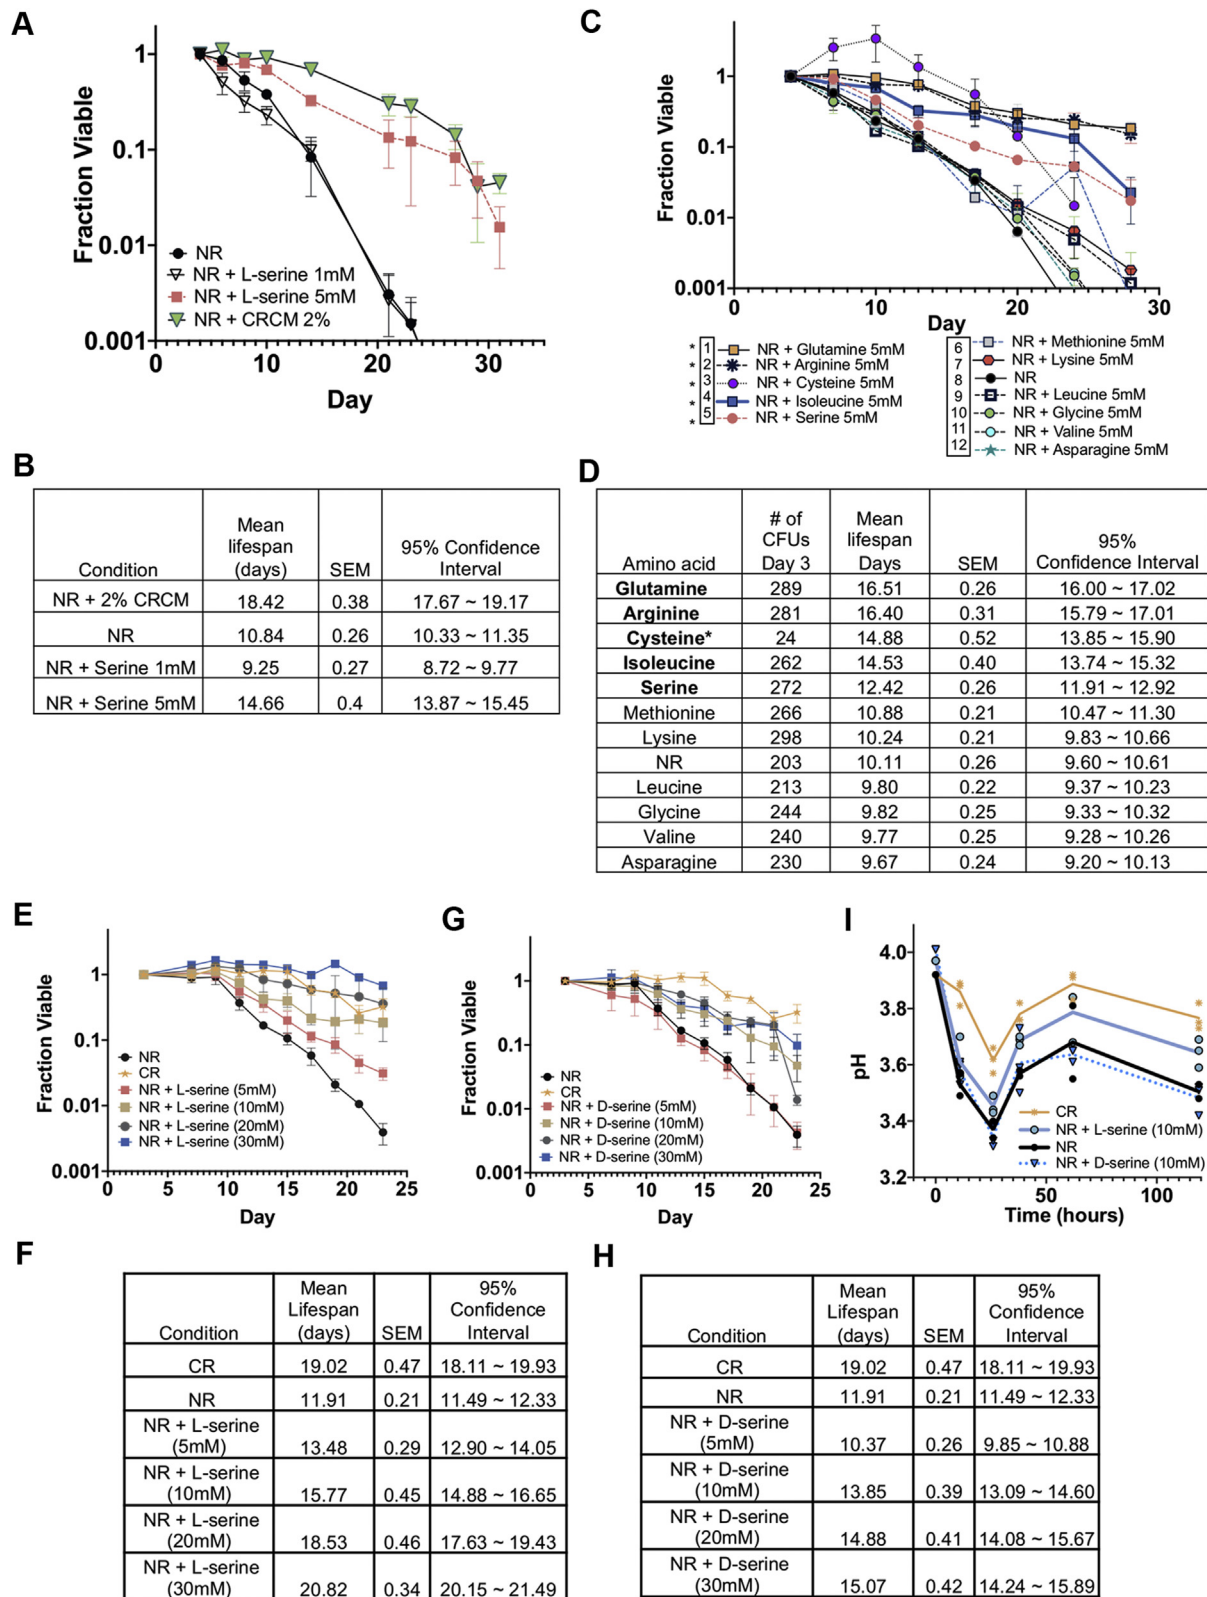 A
Fraction Viable
1
0.1
0.01
0.001
0
10
20
30
Day
NR
NR + L-serine 1mM
NR + L-serine 5mM
NR + CRCM 2%
C
Fraction Viable
1
0.1
0.01
0.001
0
10
20
30
Day
* 1 NR + Glutamine 5mM
* 2 NR + Arginine 5mM
* 3 NR + Cysteine 5mM
* 4 NR + Isoleucine 5mM
* 5 NR + Serine 5mM
6 NR + Methionine 5mM
7 NR + Lysine 5mM
8 NR
9 NR + Leucine 5mM
10 NR + Glycine 5mM
11 NR + Valine 5mM
12 NR + Asparagine 5mM
B
Mean
lifespan
95% Confidence
Condition (days) SEM Interval
NR + 2% CRCM 18.42 0.38 17.67 ~ 19.17
NR 10.84 0.26 10.33 ~ 11.35
NR + Serine 1mM 9.25 0.27 8.72 ~ 9.77
NR + Serine 5mM 14.66 0.4 13.87 ~ 15.45
D
# of Mean
CFUs lifespan 95%
Amino acid Day 3 Days SEM Confidence Interval
Glutamine 289 16.51 0.26 16.00 ~ 17.02
Arginine 281 16.40 0.31 15.79 ~ 17.01
Cysteine* 24 14.88 0.52 13.85 ~ 15.90
Isoleucine 262 14.53 0.40 13.74 ~ 15.32
Serine 272 12.42 0.26 11.91 ~ 12.92
Methionine 266 10.88 0.21 10.47 ~ 11.30
Lysine 298 10.24 0.21 9.83 ~ 10.66
NR 203 10.11 0.26 9.60 ~ 10.61
Leucine 213 9.80 0.22 9.37 ~ 10.23
Glycine 244 9.82 0.25 9.33 ~ 10.32
Valine 240 9.77 0.25 9.28 ~ 10.26
Asparagine 230 9.67 0.24 9.20 ~ 10.13
E
Fraction Viable
1
0.1
0.01
0.001
NR
CR
NR + L-serine (5mM)
NR + L-serine (10mM)
NR + L-serine (20mM)
NR + L-serine (30mM)
0 5 10 15 20 25
Day
G
Fraction Viable
1
0.1
0.01
0.001
NR
CR
NR + D-serine (5mM)
NR + D-serine (10mM)
NR + D-serine (20mM)
NR + D-serine (30mM)
0 5 10 15 20 25
Day
I
pH
4.0
3.8
3.6
3.4
3.2
CR
NR + L-serine (10mM)
NR
NR + D-serine (10mM)
0 50 100
Time (hours)
F
Mean 95%
Lifespan Confidence
Condition (days) SEM Interval
CR 19.02 0.47 18.11 ~ 19.93
NR 11.91 0.21 11.49 ~ 12.33
NR + L-serine
(5mM) 13.48 0.29 12.90 ~ 14.05
NR + L-serine
(10mM) 15.77 0.45 14.88 ~ 16.65
NR + L-serine
(20mM) 18.53 0.46 17.63 ~ 19.43
NR + L-serine
(30mM) 20.82 0.34 20.15 ~ 21.49
H
Mean 95%
Lifespan Confidence
Condition (days) SEM Interval
CR 19.02 0.47 18.11 ~ 19.93
NR 11.91 0.21 11.49 ~ 12.33
NR + D-serine
(5mM) 10.37 0.26 9.85 ~ 10.88
NR + D-serine
(10mM) 13.85 0.39 13.09 ~ 14.60
NR + D-serine
(20mM) 14.88 0.41 14.08 ~ 15.67
NR + D-serine
(30mM) 15.07 0.42 14.24 ~ 15.89